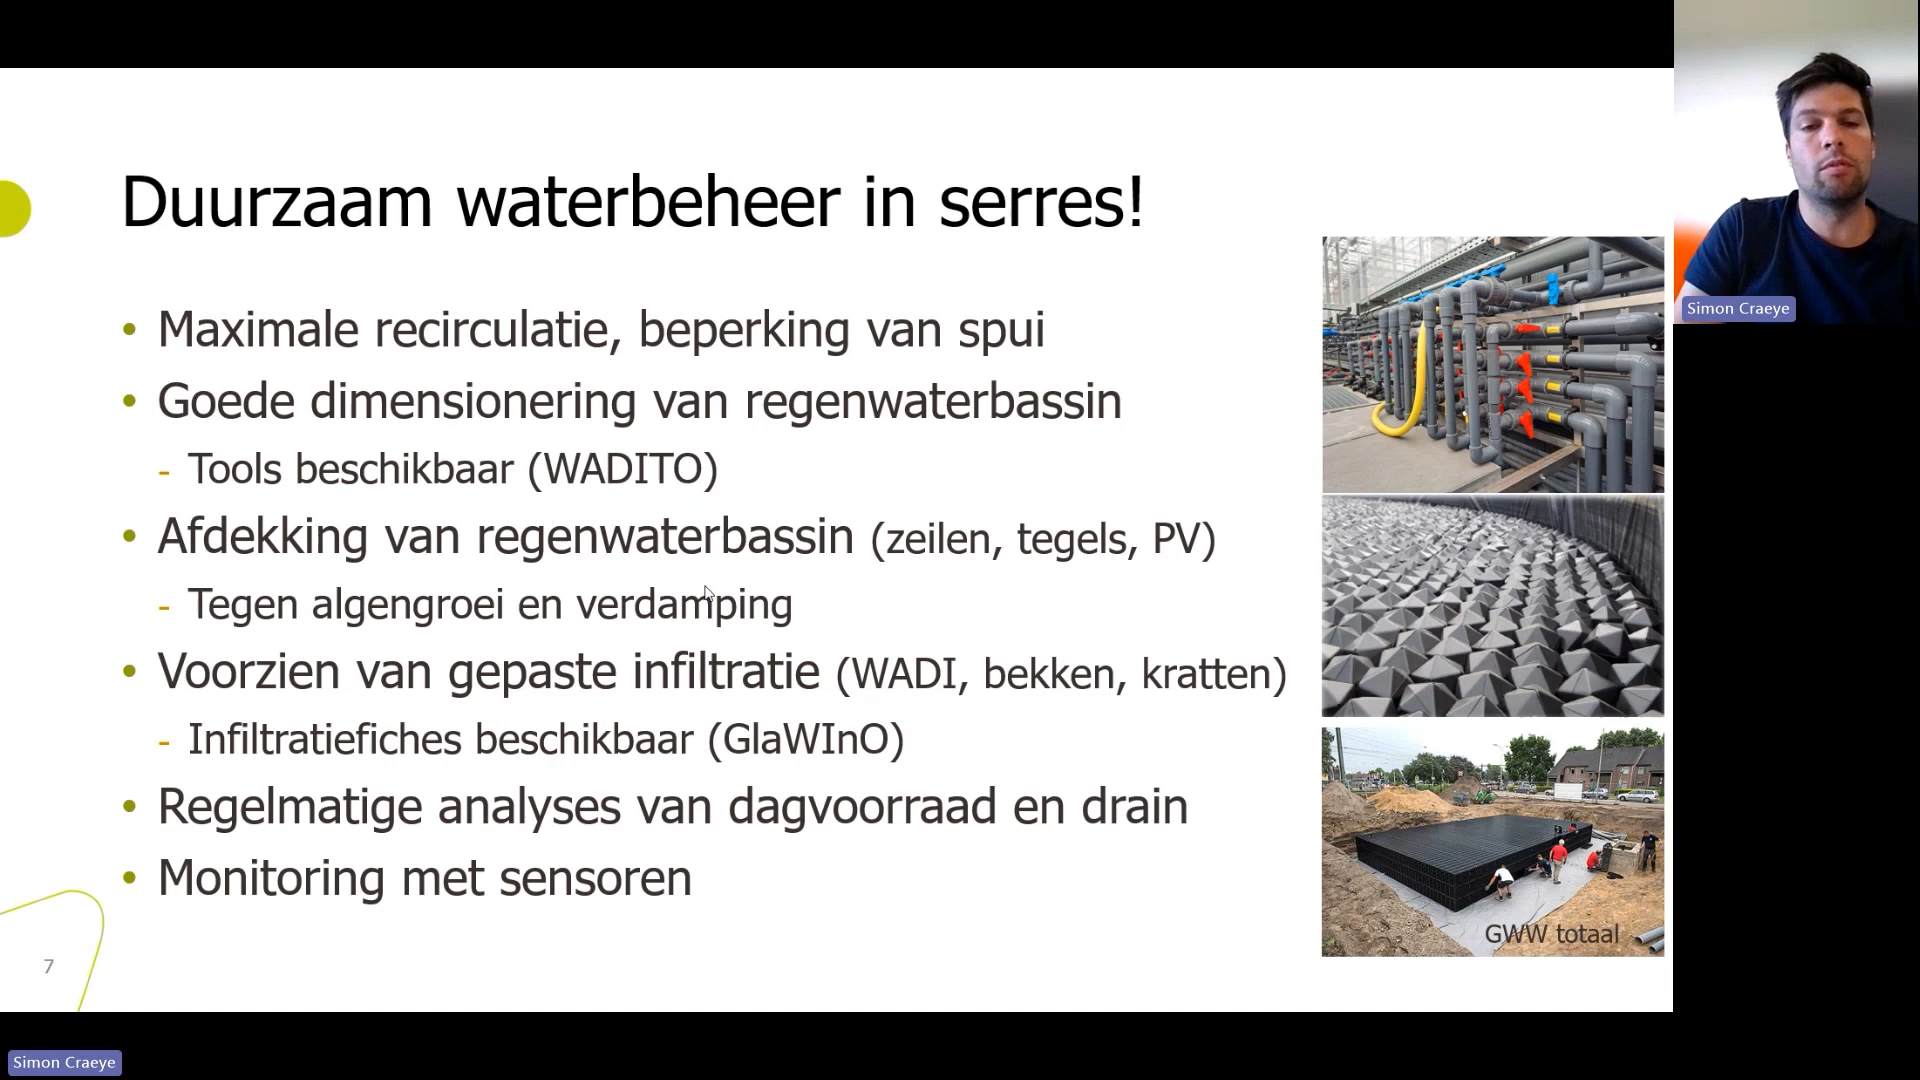 Duurzaam waterbeheer in serres!
• Maximale recirculatie, beperking van spui
• Goede dimensionering van regenwaterbassin
- Tools beschikbaar (WADITO)
• Afdekking van regenwaterbassin (zeilen, tegels, PV)
- Tegen algengroei en verdamping
• Voorzien van gepaste infiltratie (WADI, bekken, kratten)
- Infiltratiefiches beschikbaar (GlaWInO)
• Regelmatige analyses van dagvoorraad en drain
• Monitoring met sensoren
GWW totaal
7
Simon Craeye
Simon Craeye